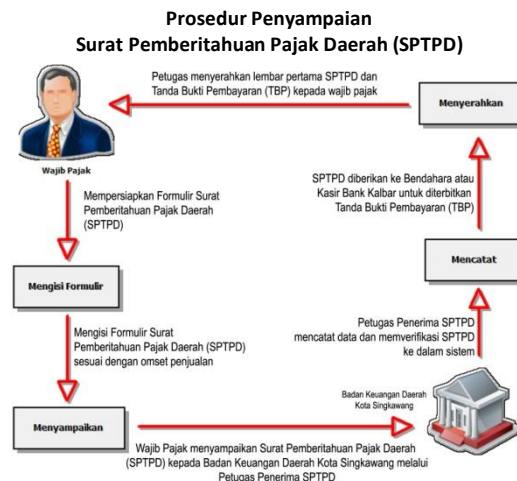 Prosedur Penyampaian
Surat Pemberitahuan Pajak Daerah (SPTPD)
Petugas menyerahkan lembar pertama SPTPD dan
Tanda Bukti Pembayaran (TBP) kepada wajib pajak
Menyerahkan
Wajib Pajak
SPTPD diberikan ke Bendahara atau
Kasir Bank Kalbar untuk diterbitkan
Tanda Bukti Pembayaran (TBP)
Mempersiapkan Formulir Surat
Pemberitahuan Pajak Daerah
(SPTPD)
Mencatat
Mengisi Formulir
Petugas Penerima SPTPD
mencatat data dan memverifikasi SPTPD
ke dalam sistem
Mengisi Formulir Surat
Pemberitahuan Pajak Daerah (SPTPD)
sesuai dengan omset penjualan
Badan Keuangan Daerah
Kota Singkawang
Menyampaikan
Wajib Pajak menyampaikan Surat Pemberitahuan Pajak Daerah
(SPTPD) kepada Badan Keuangan Daerah Kota Singkawang melalui
Petugas Penerima SPTPD